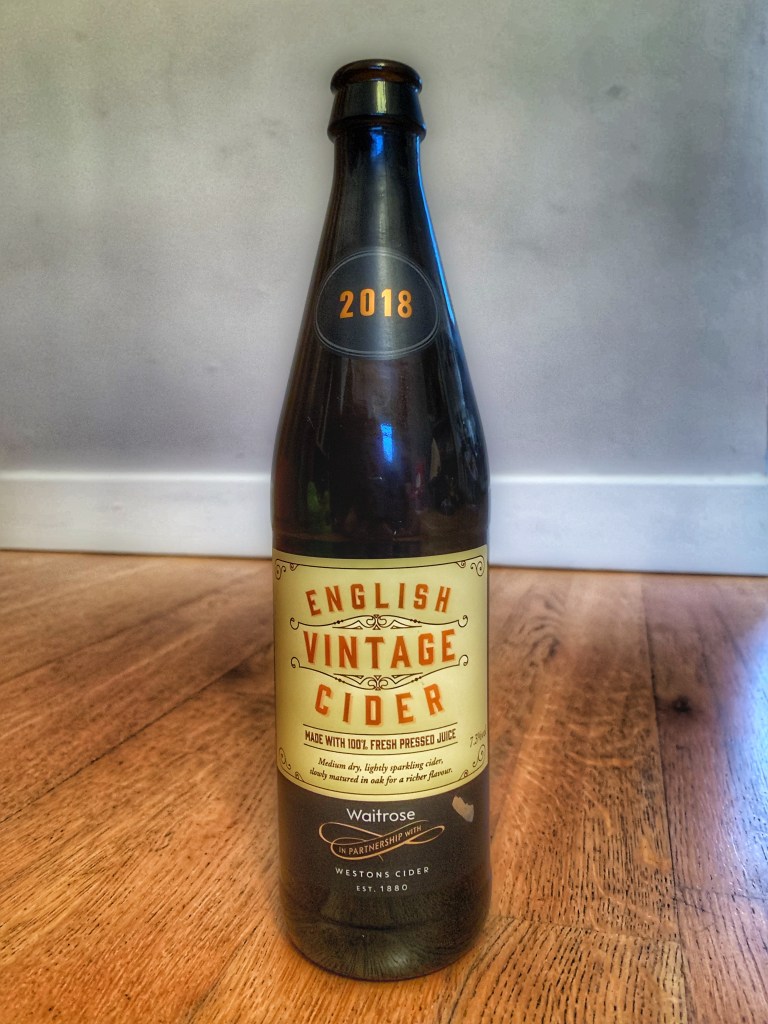 2018
ENGLISH
VINTAGE
CIDER
MADE WITH 100% FRESH PRESSED JUICE
Medium dry, lightly sparkling cider,
slowly matured in oak for a richer flavour.
Waitrose
IN PARTNERSHIP WITH
WESTONS CIDER
EST. 1880